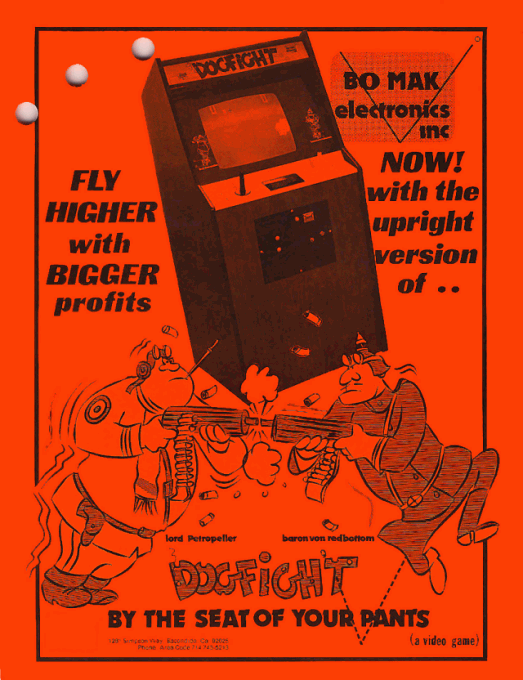 DOGFIGHT
BO MAK
electronics
inc
FLY
HIGHER
with
BIGGER
profits
NOW!
with the
upright
version
of ..
lord Petropeller
baron von redbottom
DOGFIGHT
BY THE SEAT OF YOUR PANTS
(a video game)